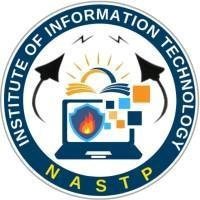 INSTITUTE OF INFORMATION TECHNOLOGY
NASTP